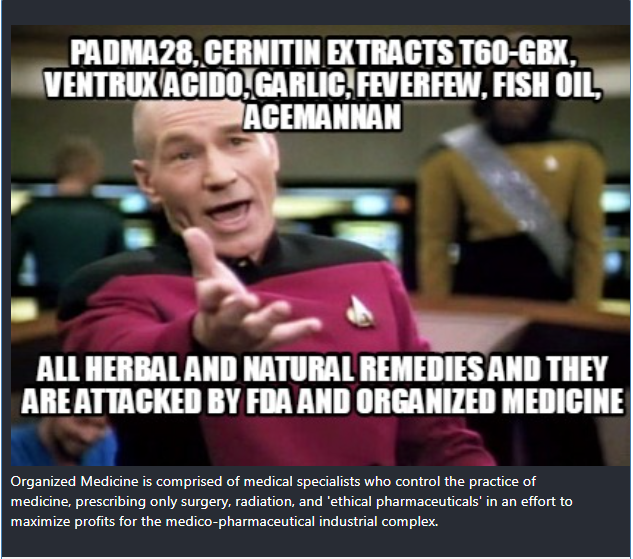 PADMA28, CERNITIN EXTRACTS T60-GBX,
VENTRUX ACIDO, GARLIC, FEVERFEW, FISH OIL,
ACEMANNAN
ALL HERBAL AND NATURAL REMEDIES AND THEY
ARE ATTACKED BY FDA AND ORGANIZED MEDICINE
Organized Medicine is comprised of medical specialists who control the practice of
medicine, prescribing only surgery, radiation, and 'ethical pharmaceuticals' in an effort to
maximize profits for the medico-pharmaceutical industrial complex.